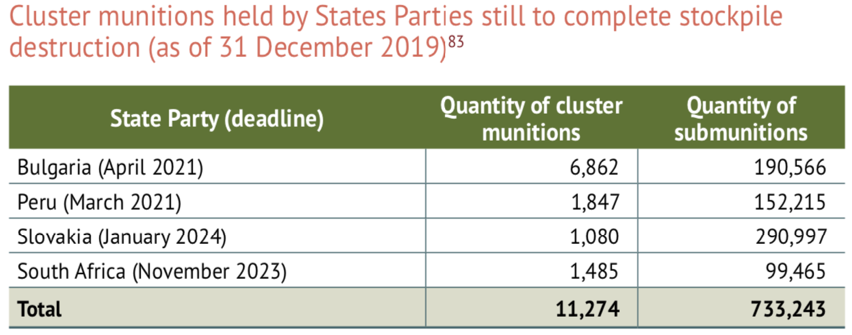 Cluster munitions held by States Parties still to complete stockpile
destruction (as of 31 December 2019)83
State Party (deadline) Quantity of cluster munitions Quantity of submunitions
Bulgaria (April 2021) 6,862 190,566
Peru (March 2021) 1,847 152,215
Slovakia (January 2024) 1,080 290,997
South Africa (November 2023) 1,485 99,465
Total 11,274 733,243